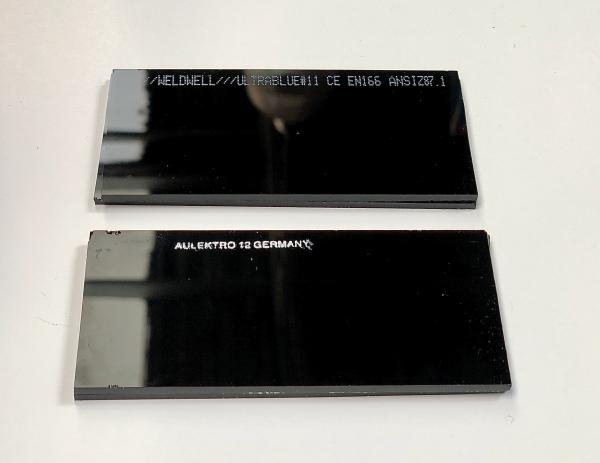 //WELDWELL///ULTRABLUE#11 CE EN166 ANSIZ87.1
AULEKTRO 12 GERMANY